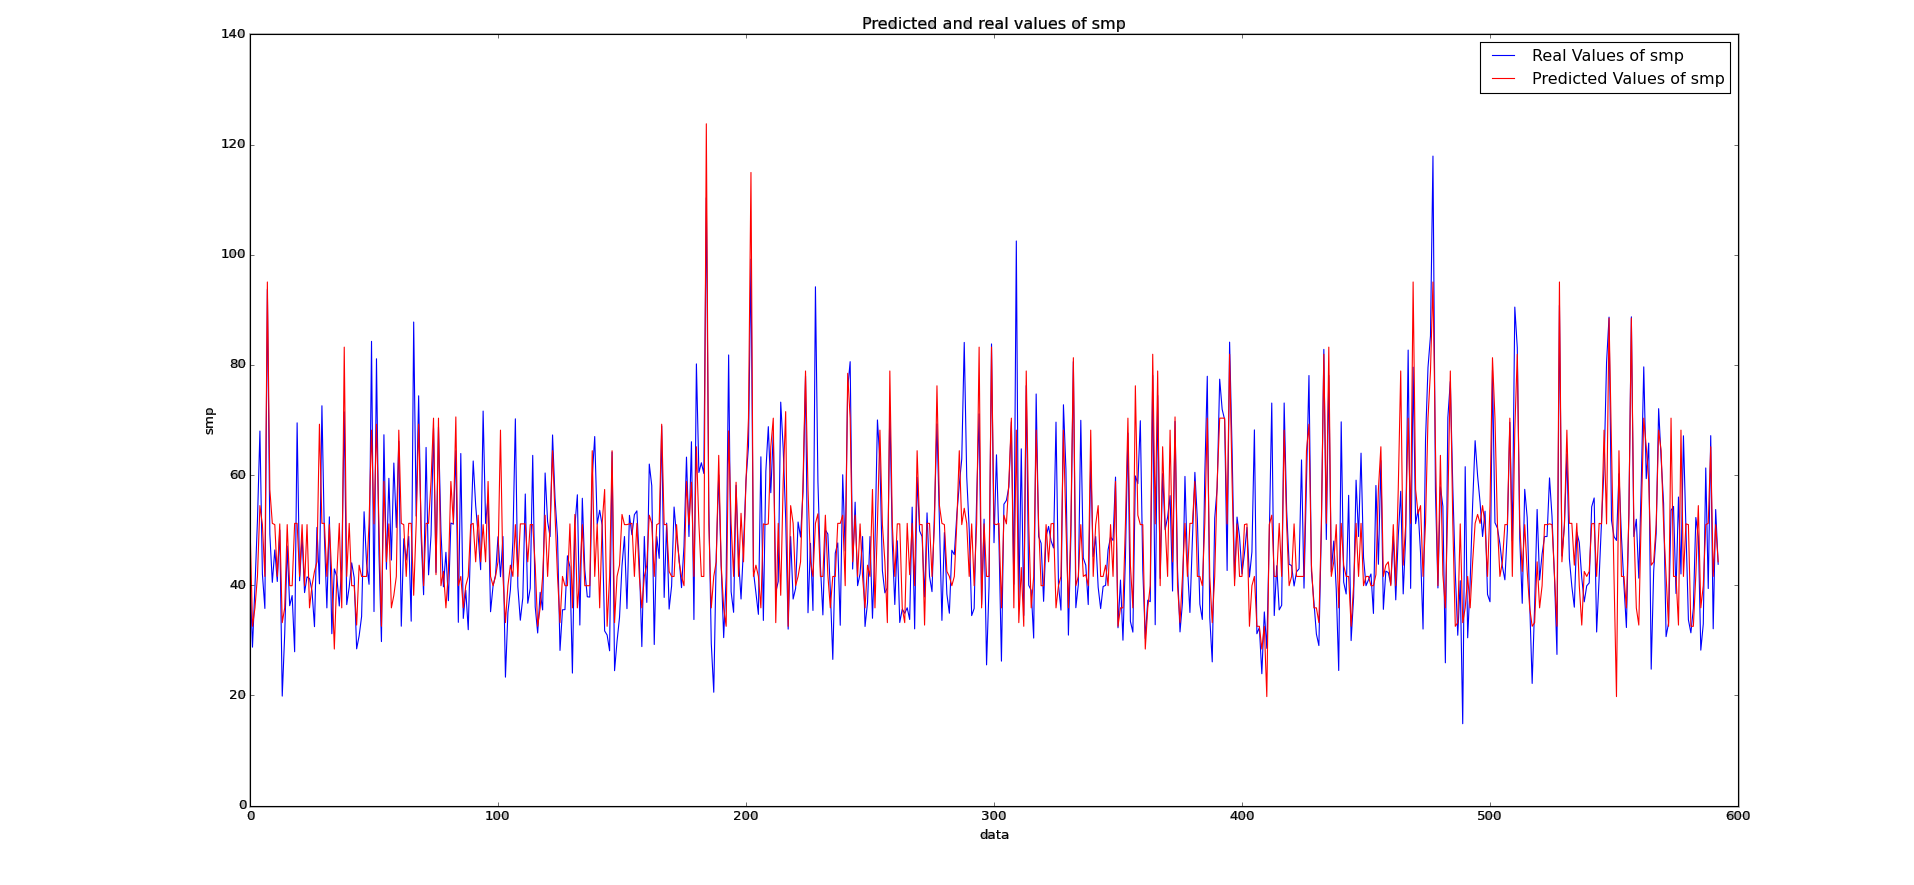 Predicted and real values of smp
Real Values of smp
Predicted Values of smp
140
120
100
80
60
40
20
0
smp
0 100 200 300 400 500 600
data